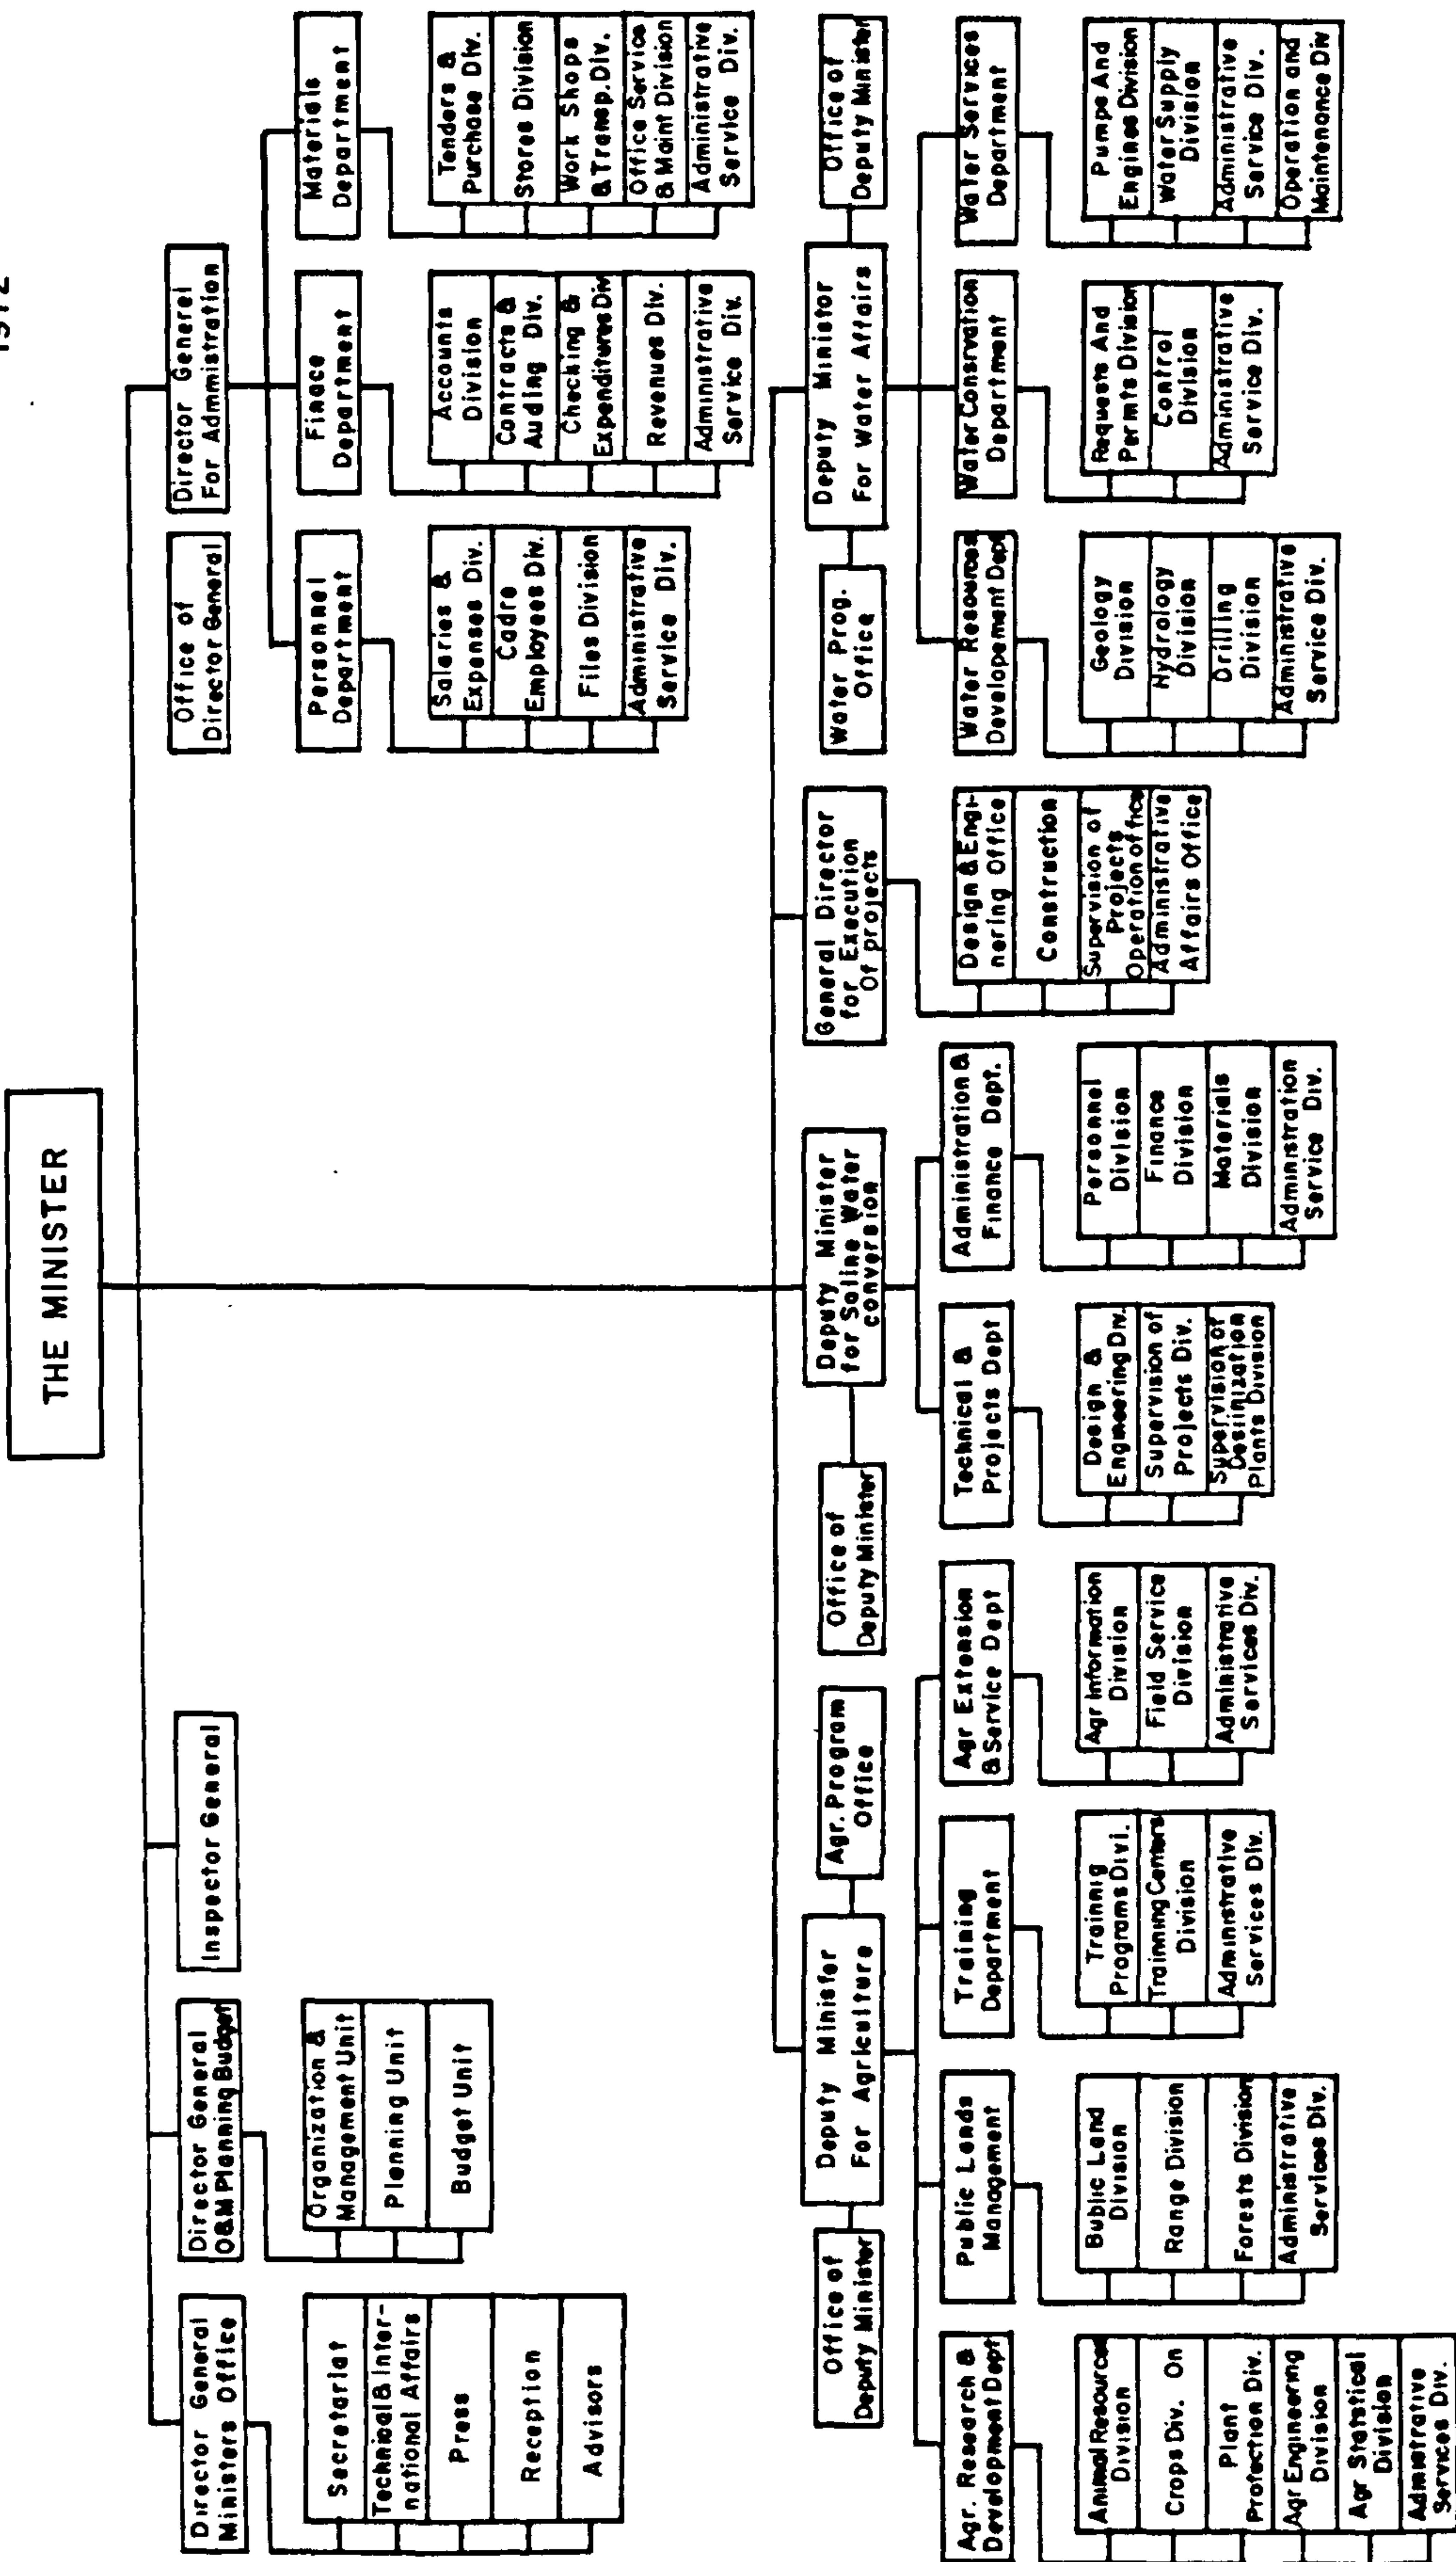 1972
THE MINISTER
Director General
Ministers Office
Secretariat
Technical & Inter-
national Affairs
Press
Reception
Advisors
Director General
O&M Planning Budget
Organization &
Management Unit
Planning Unit
Budget Unit
Inspector General
Office of
Director General
Director General
For Administration
Personnel
Department
Salaries &
Expenses Div.
Cadre
Employees Div.
Files Division
Administrative
Service Div.
Finance
Department
Accounts
Division
Contracts &
Auding Div.
Checking &
Expenditures Div
Revenues Div.
Administrative
Service Div.
Materials
Department
Tenders &
Purchase Div.
Stores Division
Work Shops
& Transp. Div.
Office Service
& Maint Division
Administrative
Service Div.
Office of
Deputy Minister
Deputy Minister
For Agriculture
Agr. Program
Office
Agr. Research &
Development Dept
Animal Resources
Division
Crops Div. On
Plant
Protection Div.
Agr Engineering
Division
Agr Statstical
Division
Admistrative
Services Div.
Public Lands
Management
Bublic Land
Division
Range Division
Forests Division
Administrative
Services Div.
Training
Department
Trainnig
Programs Divi.
Trainning Centers
Division
Administrative
Services Div.
Agr Extension
& Service Dept
Agr Information
Division
Field Service
Division
Administrative
Services Div.
Office of
Deputy Minister
Deputy Minister
for Saline Water
conversion
Technical &
Projects Dept
Design &
Engineering Div.
Supervision of
Projects Div.
Supervision of
Desilnization
Plants Division
Administration &
Finance Dept.
Personnel
Division
Finance
Division
Materials
Division
Administration
Service Div.
General Director
for Execution
Of projects
Design & Engi-
nering Office
Construction
Supervision of
Projects
Operation office
Administrative
Affairs Office
Water Prog.
Office
Deputy Ministor
For Water Affairs
Office of
Deputy Minister
Water Resources
Developement Dept
Geology
Division
Hydrology
Division
Drilling
Division
Administrative
Service Div.
Water Consrvation
Department
Requests And
Permts Division
Control
Division
Administrative
Service Div.
Water Services
Department
Pumps And
Engines Division
Water Supply
Division
Administrative
Service Div.
Operation and
Maintenance Div